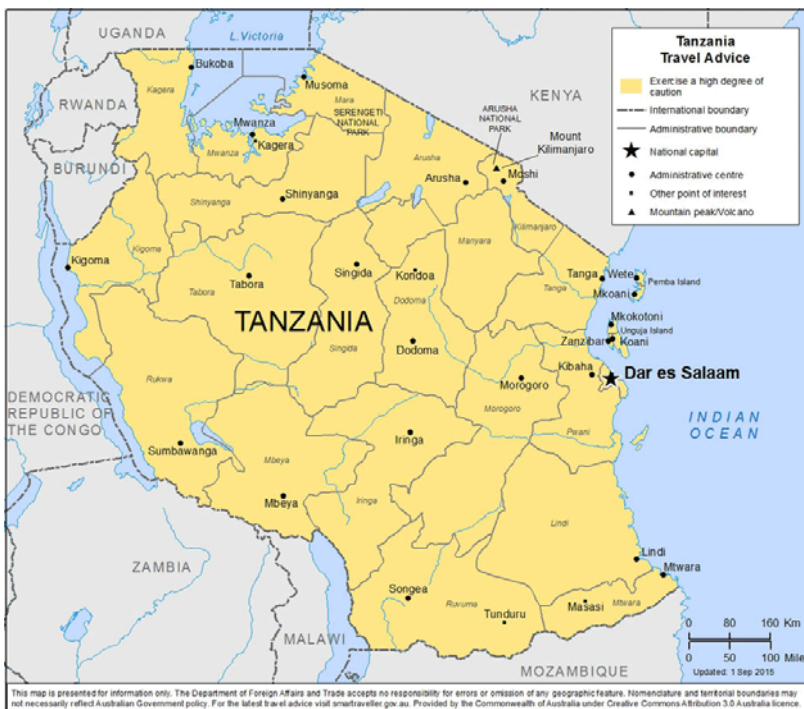 UGANDA
L.Victoria
Bukoba
Kagera
Musoma
Mara
KENYA
RWANDA
SERENGETI
NATIONAL
PARK
ARUSHA
NATIONAL
PARK
Mount
Kilimanjaro
Mwanza
Kagera
Mwanza
BURUNDI
Arusha
Arusha
Moshi
Shinyanga
Shinyanga
Kilimanjaro
Manyara
Kigoma
Kigoma
Singida
Kondoa
Tabora
Tabora
Dodoma
Tanga
Tanga
Wete
Pemba Island
Mkoani
Mkokotoni
TANZANIA
Unguja Island
Zanzibar
Koani
Singida
Dodoma
Kibaha
Dar es Salaam
Rukwa
Morogoro
Morogoro
DEMOCRATIC
REPUBLIC OF
THE CONGO
INDIAN
OCEAN
Pwani
Iringa
Sumbawanga
Mbeya
Mbeya
Iringa
Lindi
Lindi
Mtwara
ZAMBIA
Songea
Ruvuma
Tunduru
Masasi
Mtwara
MALAWI
MOZAMBIQUE
Tanzania
Travel Advice
Exercise a high degree of
caution
International boundary
Administrative boundary
National capital
Administrative centre
Other point of interest
Mountain peak/Volcano
0 80 160 Km
0 50 100 Mile
Updated: 1 Sep 2015
This map is presented for information only. The Department of Foreign Affairs and Trade accepts no responsibility for errors or omission of any geographic feature. Nomenclature and territorial boundaries may
not necessarily reflect Australian Government policy. For the latest travel advice visit smartraveller.gov.au. Provided by the Commonwealth of Australia under Creative Commons Attribution 3.0 Australia licence.